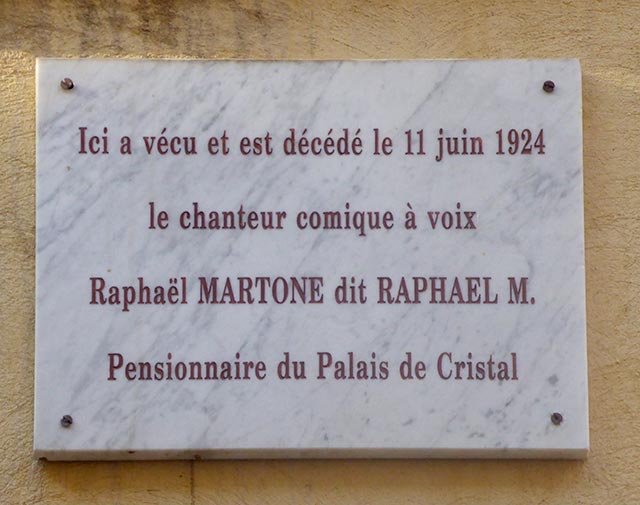 Ici a vécu et est décédé le 11 juin 1924
le chanteur comique à voix
Raphaël MARTONE dit RAPHAEL M.
Pensionnaire du Palais de Cristal